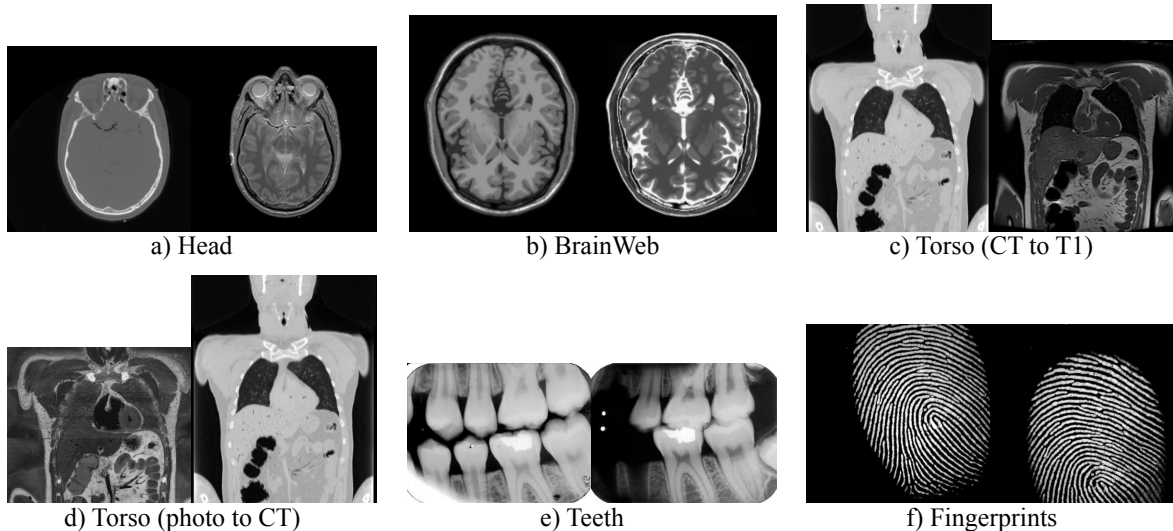 a) Head
b) BrainWeb
c) Torso (CT to T1)
d) Torso (photo to CT)
e) Teeth
f) Fingerprints